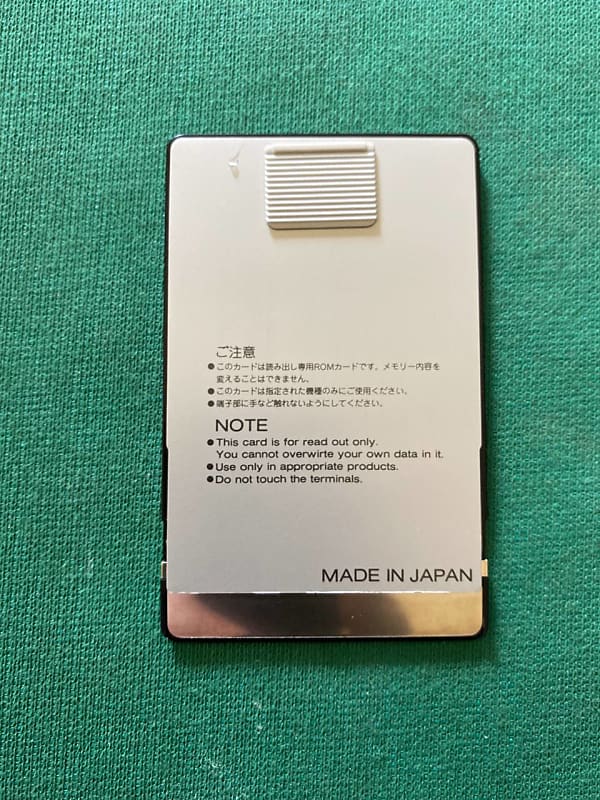 ご注意
●このカードは読み出し専用ROMカードです。メモリー内容を
変えることはできません。
●このカードは指定された機種のみにご使用ください。
●端子部に手など触れないようにしてください。
NOTE
●This card is for read out only.
You cannot overwirte your own data in it.
●Use only in appropriate products.
●Do not touch the terminals.
MADE IN JAPAN